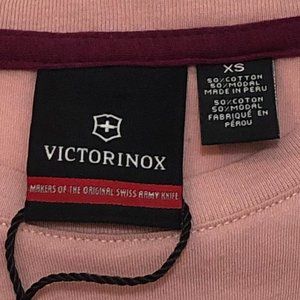 XS
50%COTTON
50%MODAL
MADE IN PERU
50%COTON
50%MODAL
FABRIQUÉ EN
PÉROU
VICTORINOX
MAKERS OF THE ORIGINAL SWISS ARMY KNIFE